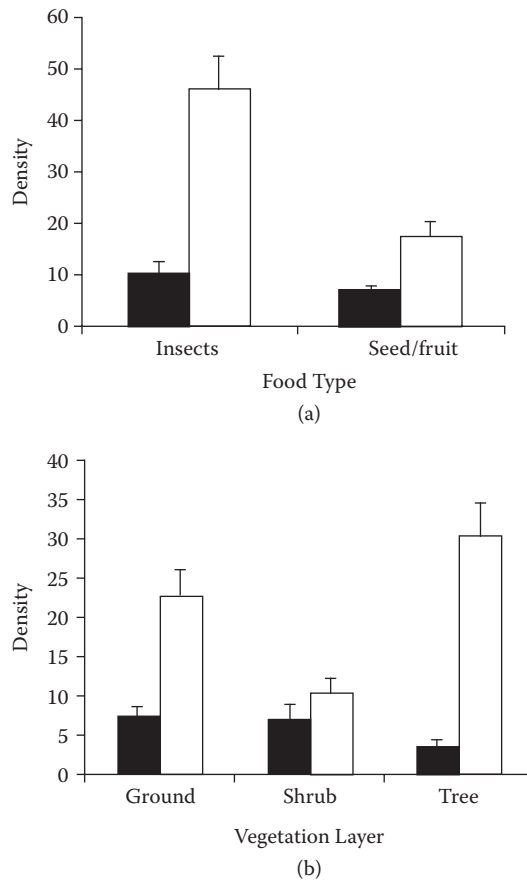 60
50
40
30
20
10
0
Density
Insects
Seed/fruit
Food Type
(a)
40
35
30
25
20
15
10
5
0
Density
Ground
Shrub
Tree
Vegetation Layer
(b)